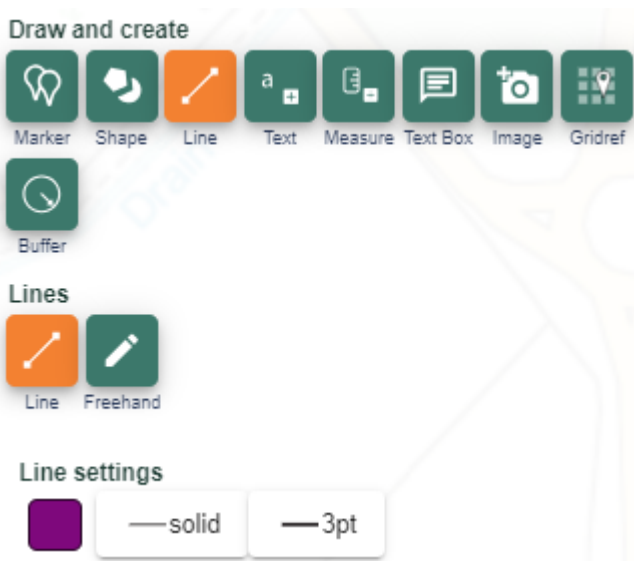 Draw and create
Marker Shape Line Text Measure Text Box Image Gridref
Buffer
Lines
Line Freehand
Line settings
solid 3pt
Drain